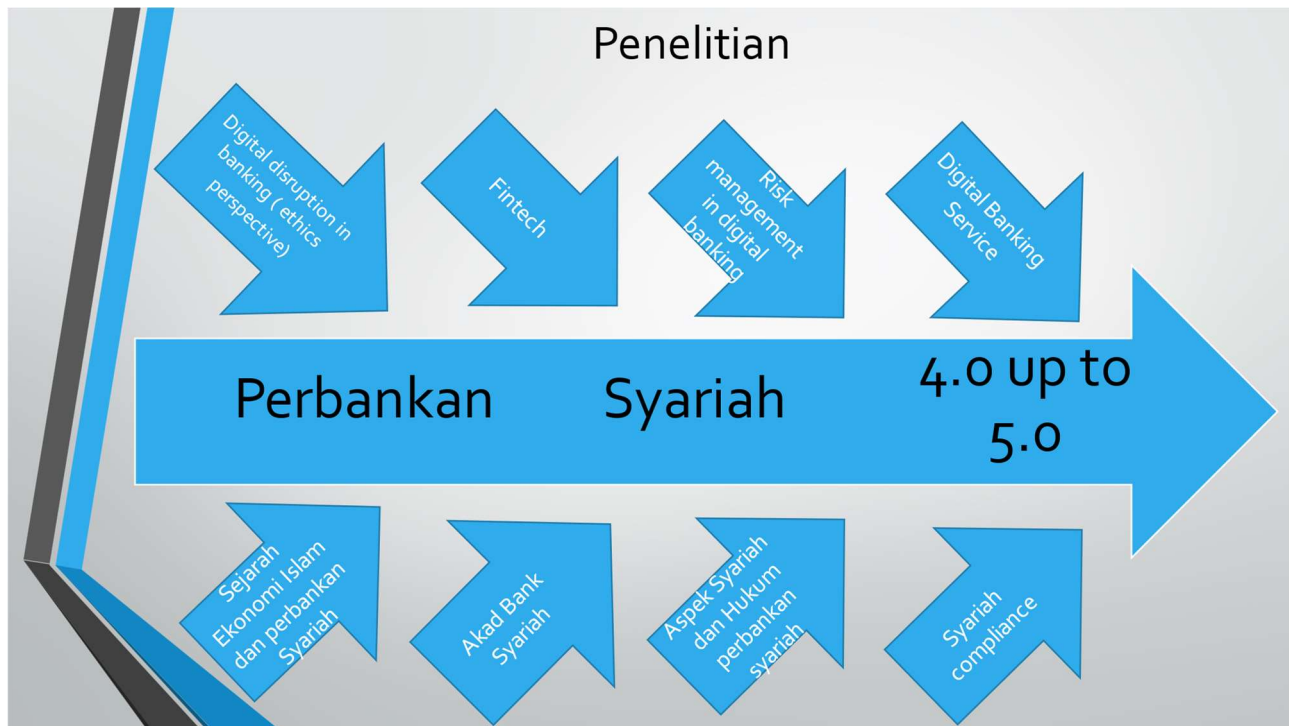 Penelitian
Digital disruption in
banking ( ethics
perspective)
Fintech
Risk
management
in digital
banking
Digital Banking
Service
Perbankan Syariah
4.0 up to
5.0
Sejarah
Ekonomi Islam
dan perbankan
Syariah
Akad Bank
Syariah
Aspek Syariah
dan Hukum
perbankan
syariah
Syariah
compliance